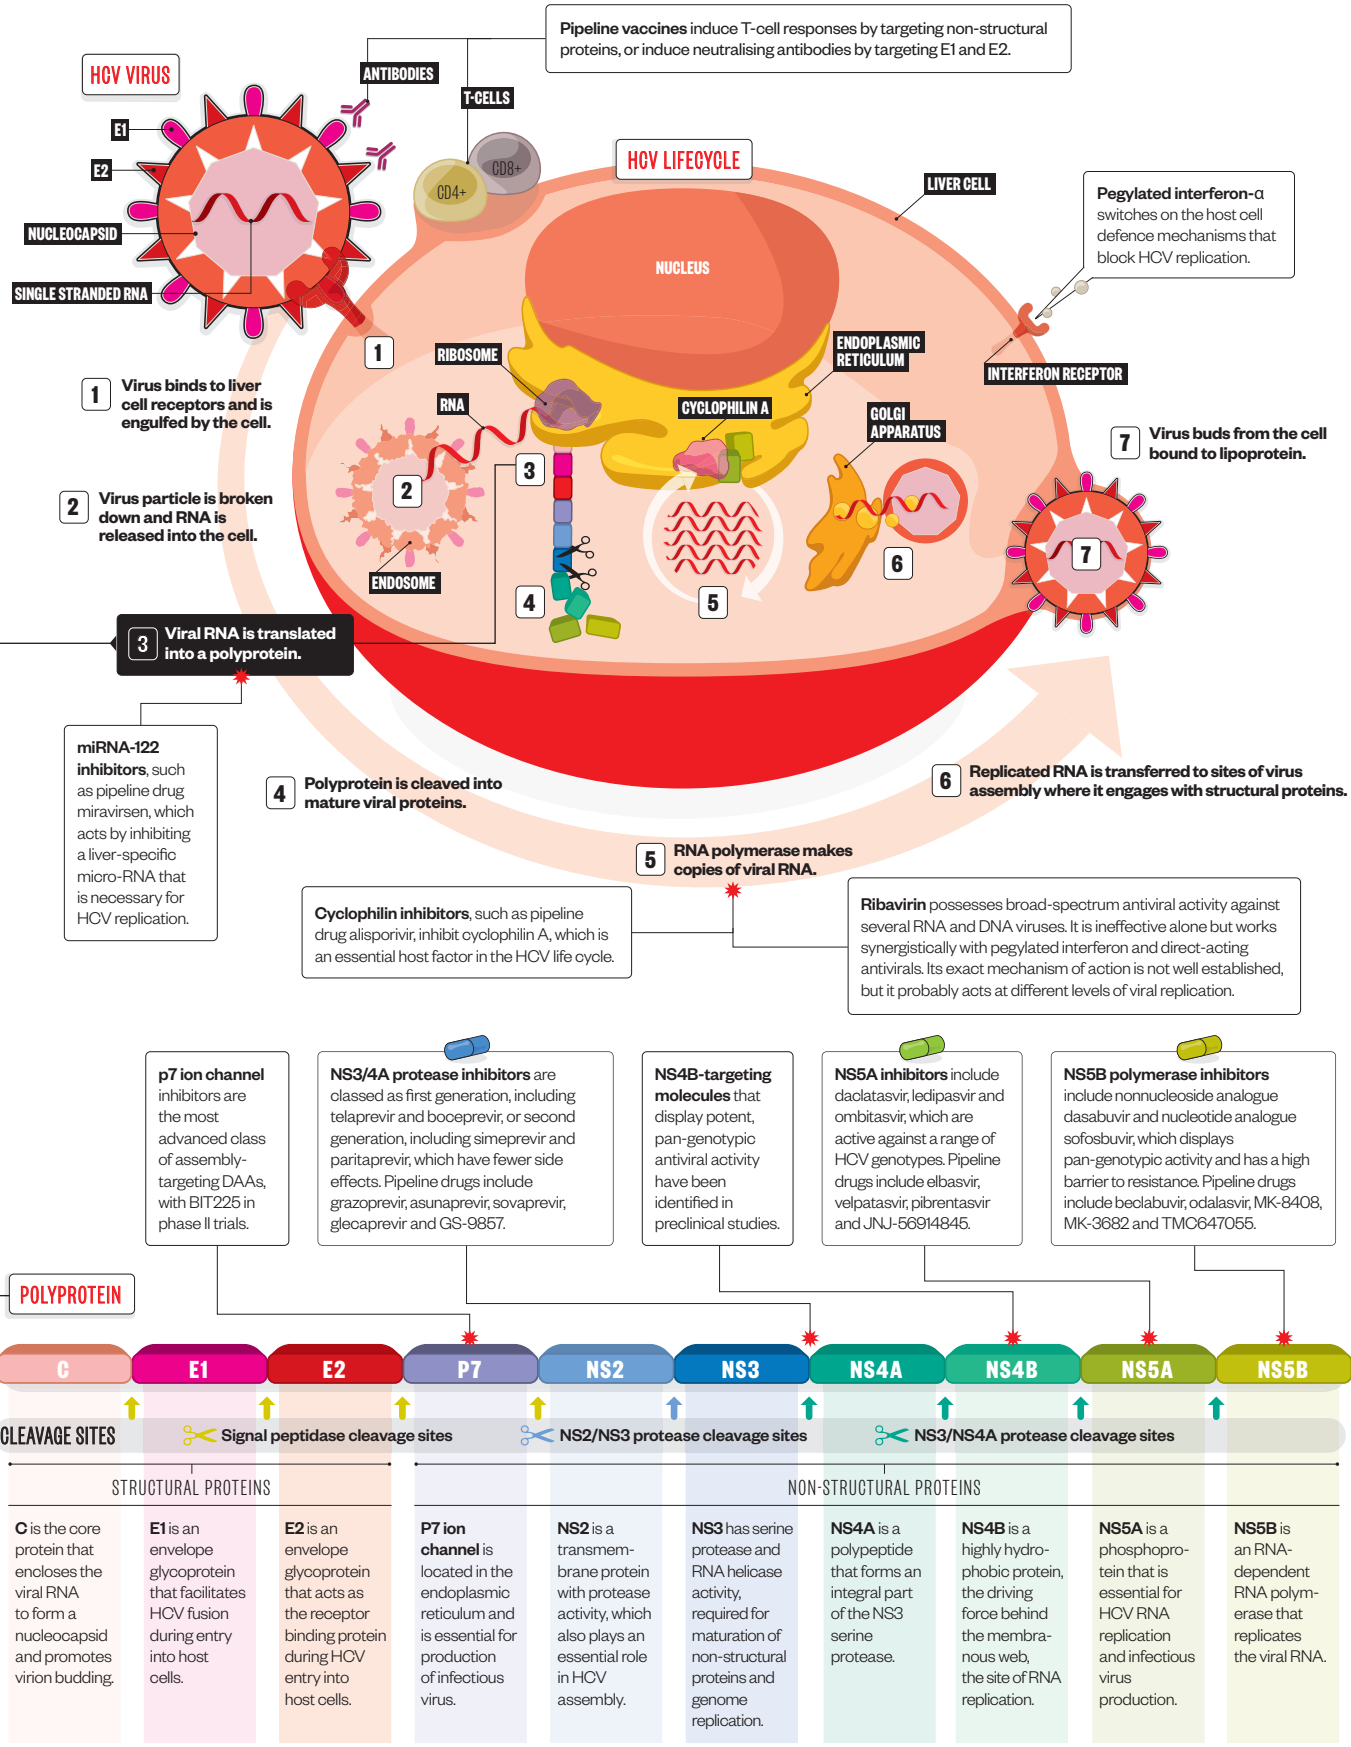 Pipeline vaccines induce T-cell responses by targeting non-structural
proteins, or induce neutralising antibodies by targeting E1 and E2.
HCV VIRUS
ANTIBODIES
T-CELLS
E1
E2
NUCLEOCAPSID
SINGLE STRANDED RNA
CD4+
CD8+
HCV LIFECYCLE
LIVER CELL
NUCLEUS
Pegylated interferon-α
switches on the host cell
defence mechanisms that
block HCV replication.
INTERFERON RECEPTOR
1
RIBOSOME
RNA
ENDOPLASMIC
RETICULUM
CYCLOPHILIN A
GOLGI
APPARATUS
2
3
4
5
6
7
ENDOSOME
1 Virus binds to liver
cell receptors and is
engulfed by the cell.
2 Virus particle is broken
down and RNA is
released into the cell.
3 Viral RNA is translated
into a polyprotein.
7 Virus buds from the cell
bound to lipoprotein.
miRNA-122
inhibitors, such
as pipeline drug
miravirsen, which
acts by inhibiting
a liver-specific
micro-RNA that
is necessary for
HCV replication.
4 Polyprotein is cleaved into
mature viral proteins.
6 Replicated RNA is transferred to sites of virus
assembly where it engages with structural proteins.
5 RNA polymerase makes
copies of viral RNA.
Cyclophilin inhibitors, such as pipeline
drug alisporivir, inhibit cyclophilin A, which is
an essential host factor in the HCV life cycle.
Ribavirin possesses broad-spectrum antiviral activity against
several RNA and DNA viruses. It is ineffective alone but works
synergistically with pegylated interferon and direct-acting
antivirals. Its exact mechanism of action is not well established,
but it probably acts at different levels of viral replication.
p7 ion channel
inhibitors are
the most
advanced class
of assembly-
targeting DAAs,
with BIT225 in
phase II trials.
NS3/4A protease inhibitors are
classed as first generation, including
telaprevir and boceprevir, or second
generation, including simeprevir and
paritaprevir, which have fewer side
effects. Pipeline drugs include
grazoprevir, asunaprevir, sovaprevir,
glecaprevir and GS-9857.
NS4B-targeting
molecules that
display potent,
pan-genotypic
antiviral activity
have been
identified in
preclinical studies.
NS5A inhibitors include
daclatasvir, ledipasvir and
ombitasvir, which are
active against a range of
HCV genotypes. Pipeline
drugs include elbasvir,
velpatasvir, pibrentasvir
and JNJ-56914845.
NS5B polymerase inhibitors
include nonnucleoside analogue
dasabuvir and nucleotide analogue
sofosbuvir, which displays
pan-genotypic activity and has a high
barrier to resistance. Pipeline drugs
include beclabuvir, odalasvir, MK-8408,
MK-3682 and TMC647055.
POLYPROTEIN
C E1 E2 P7 NS2 NS3 NS4A NS4B NS5A NS5B
CLEAVAGE SITES Signal peptidase cleavage sites NS2/NS3 protease cleavage sites NS3/NS4A protease cleavage sites
STRUCTURAL PROTEINS NON-STRUCTURAL PROTEINS
C is the core
protein that
encloses the
viral RNA
to form a
nucleocapsid
and promotes
virion budding.
E1 is an
envelope
glycoprotein
that facilitates
HCV fusion
during entry
into host
cells.
E2 is an
envelope
glycoprotein
that acts as
the receptor
binding protein
during HCV
entry into
host cells.
P7 ion
channel is
located in the
endoplasmic
reticulum and
is essential for
production
of infectious
virus.
NS2 is a
transmem-
brane protein
with protease
activity, which
also plays an
essential role
in HCV
assembly.
NS3 has serine
protease and
RNA helicase
activity,
required for
maturation of
non-structural
proteins and
genome
replication.
NS4A is a
polypeptide
that forms an
integral part
of the NS3
serine
protease.
NS4B is a
highly hydro-
phobic protein,
the driving
force behind
the membra-
nous web,
the site of RNA
replication.
NS5A is a
phosphopro-
tein that is
essential for
HCV RNA
replication
and infectious
virus
production.
NS5B is
an RNA-
dependent
RNA polym-
erase that
replicates
the viral RNA.